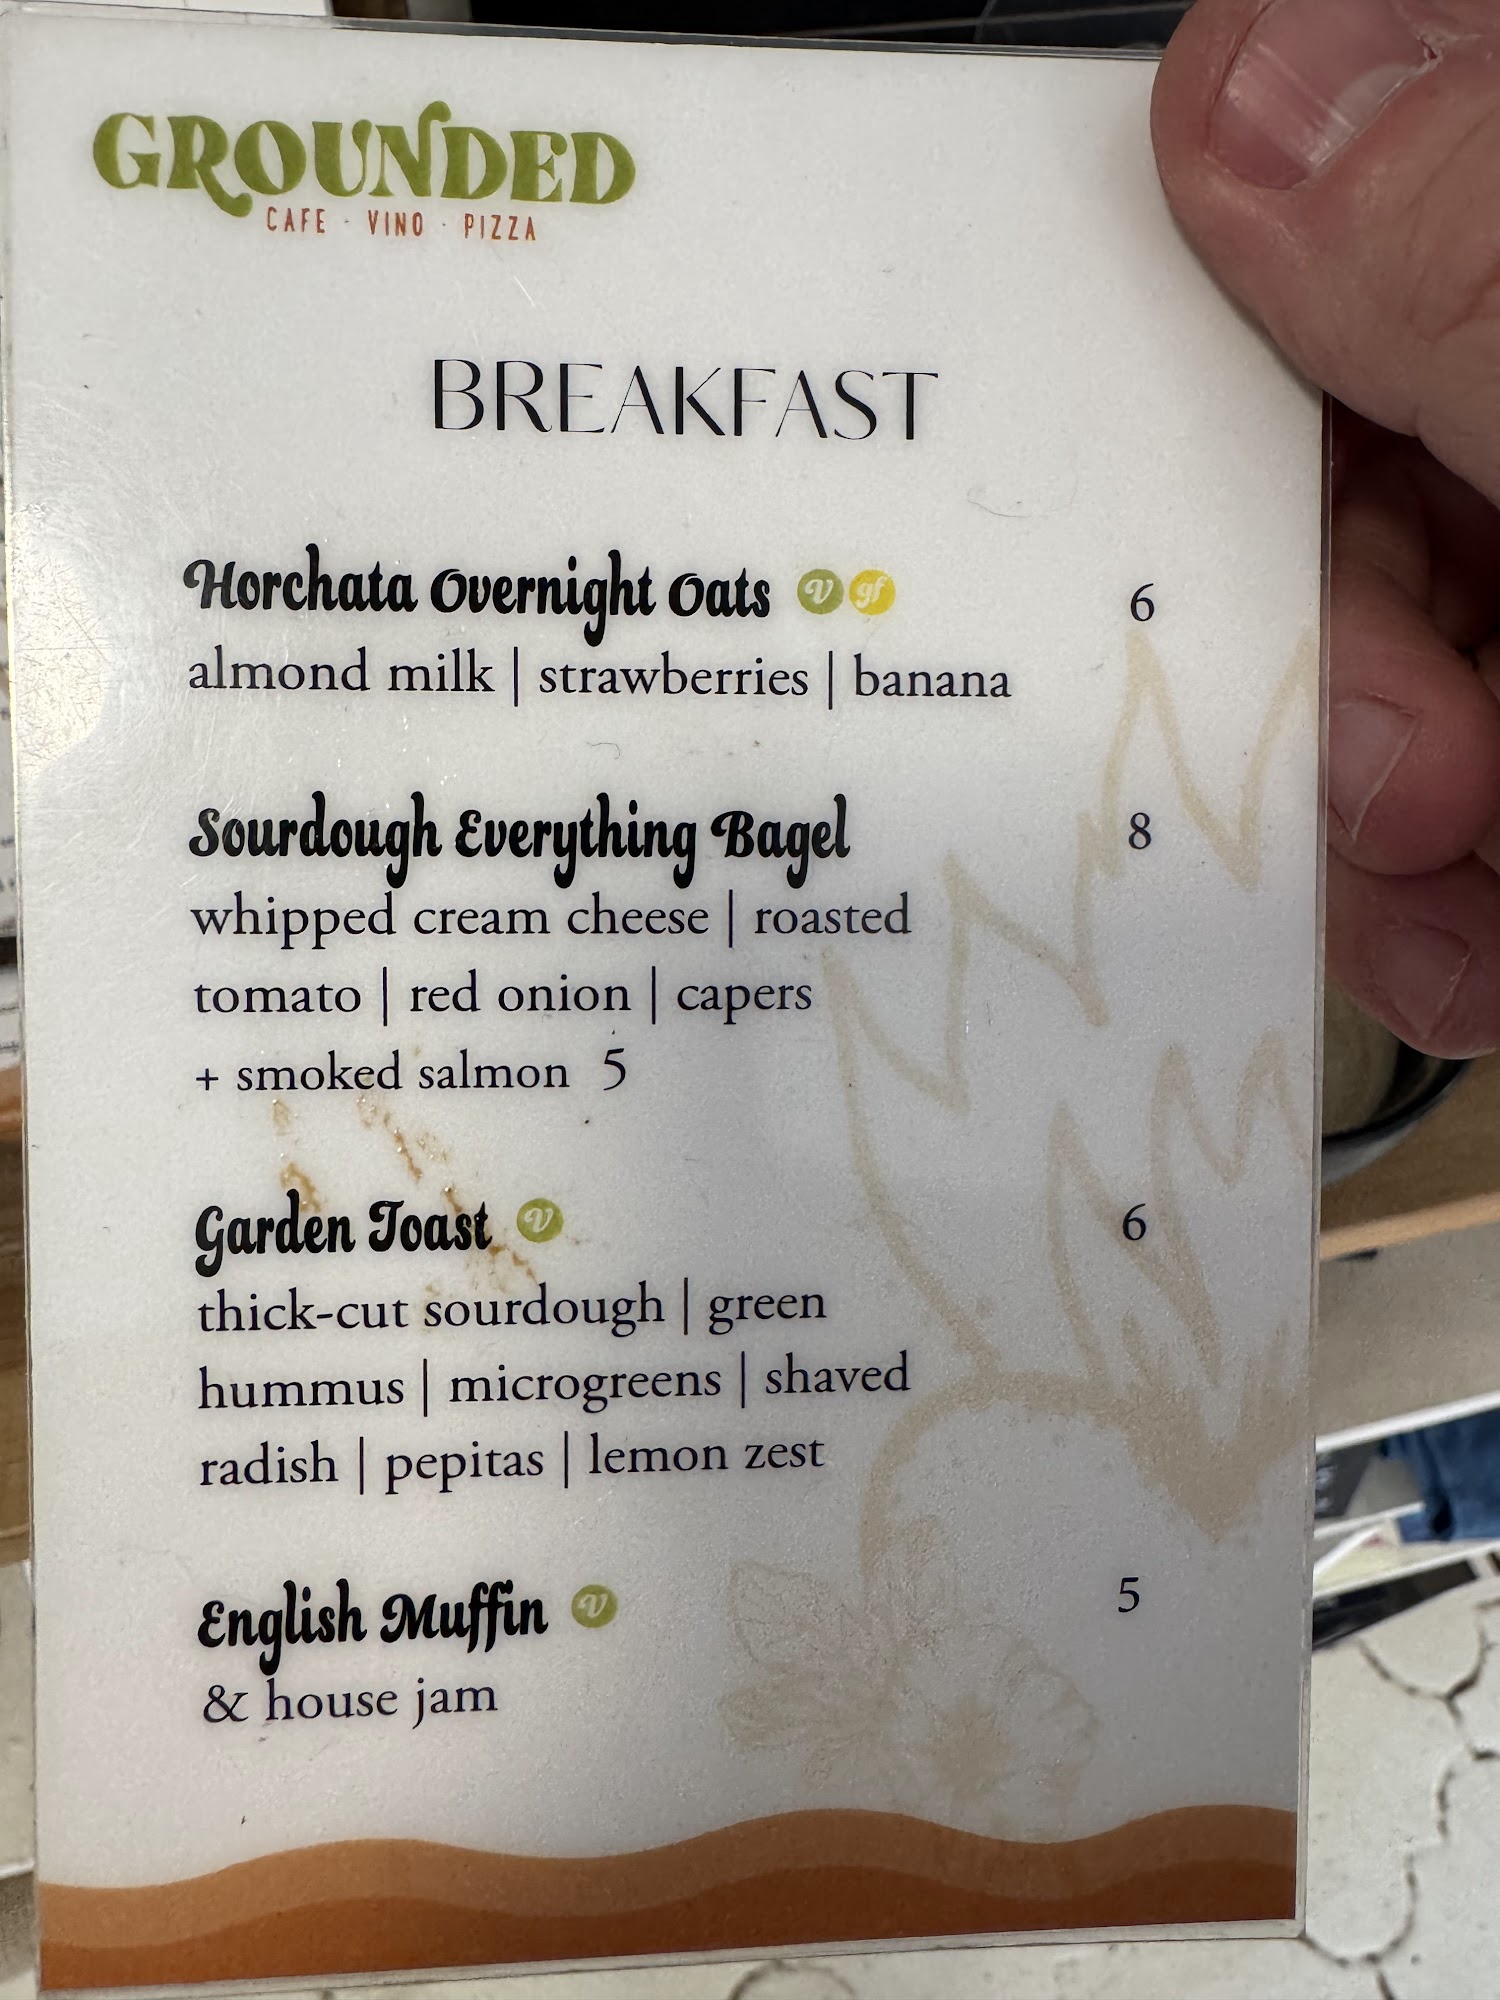 GROUNDED
CAFE · VINO · PIZZA
BREAKFAST
Horchata Overnight Oats V gf 6
almond milk | strawberries | banana
Sourdough Everything Bagel 8
whipped cream cheese | roasted
tomato | red onion | capers
+ smoked salmon 5
Garden Toast V 6
thick-cut sourdough | green
hummus | microgreens | shaved
radish | pepitas | lemon zest
English Muffin V 5
& house jam